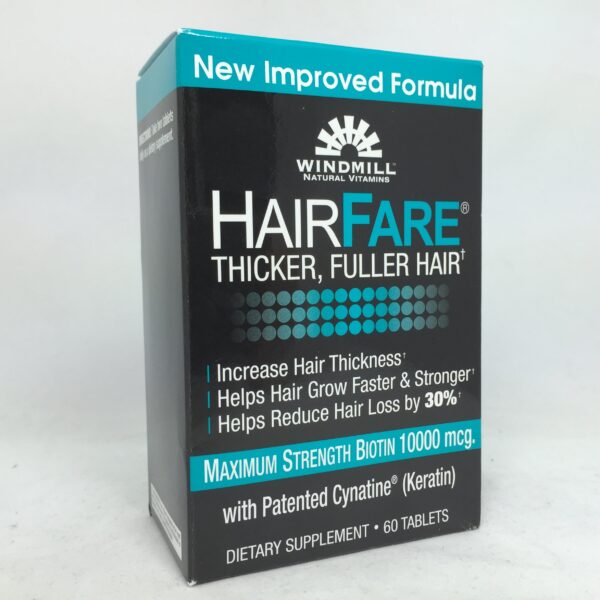 New Improved Formula
WINDMILL™
NATURAL VITAMINS
HAIRFARE®
THICKER, FULLER HAIR†
Increase Hair Thickness†
Helps Hair Grow Faster & Stronger†
Helps Reduce Hair Loss by 30%†
MAXIMUM STRENGTH BIOTIN 10000 mcg.
with Patented Cynatine® (Keratin)
DIETARY SUPPLEMENT • 60 TABLETS